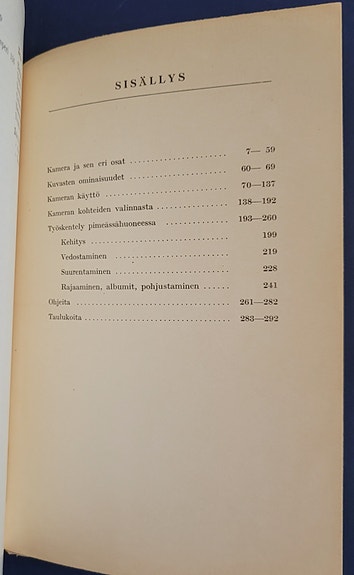 SISÄLLYS
Kamera ja sen eri osat 7—59
Kuvasten ominaisuudet 60—69
Kameran käyttö 70—137
Kameran kohteiden valinnasta 138—192
Työskentely pimeässähuoneessa 193—260
Kehitys 199
Vedostaminen 219
Suurentaminen 228
Rajaaminen, albumit, pohjustaminen 241
Ohjeita 261—282
Taulukoita 283—292